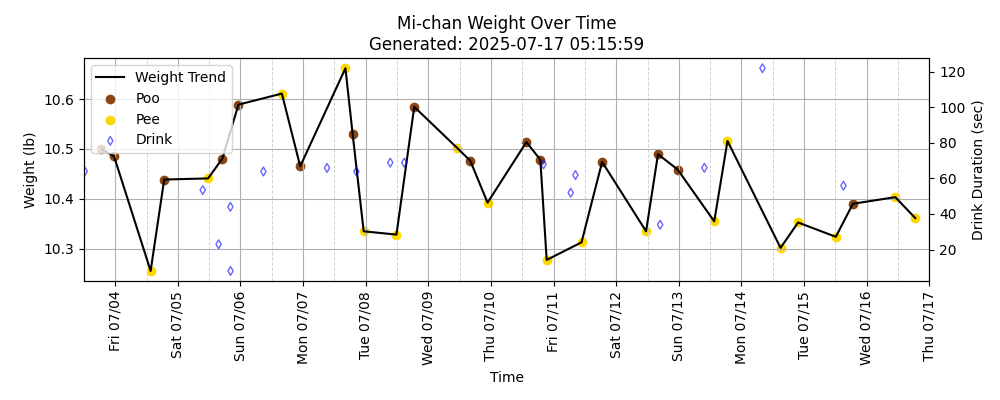 Mi-chan Weight Over Time
Generated: 2025-07-17 05:15:59
Weight Trend
Poo
Pee
Drink
Weight (lb)
10.6
10.5
10.4
10.3
120
100
80
60
40
20
Drink Duration (sec)
Fri 07/04
Sat 07/05
Sun 07/06
Mon 07/07
Tue 07/08
Wed 07/09
Thu 07/10
Fri 07/11
Sat 07/12
Sun 07/13
Mon 07/14
Tue 07/15
Wed 07/16
Thu 07/17
Time